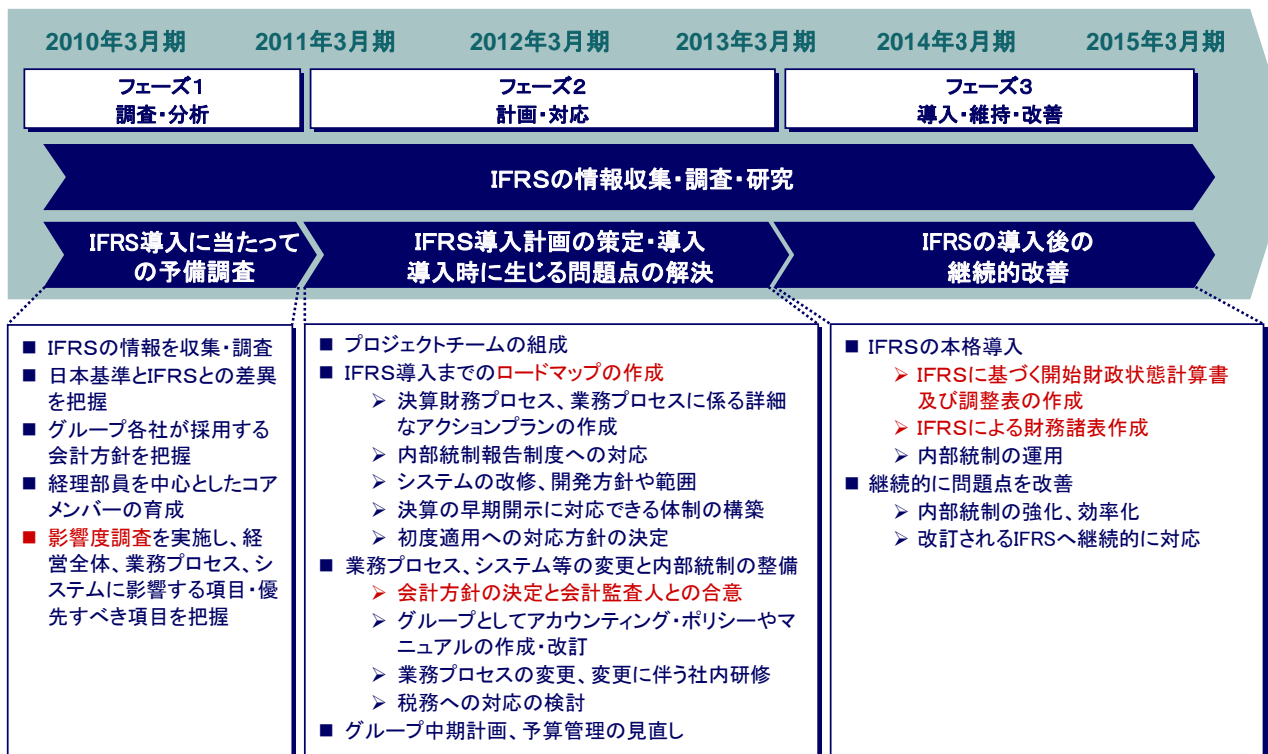 2010年3月期 2011年3月期 2012年3月期 2013年3月期 2014年3月期 2015年3月期
フェーズ1
調査・分析
フェーズ2
計画・対応
フェーズ3
導入・維持・改善
IFRSの情報収集・調査・研究
IFRS導入に当たって
の予備調査
IFRS導入計画の策定・導入
導入時に生じる問題点の解決
IFRSの導入後の
継続的改善
■ IFRSの情報を収集・調査
■ 日本基準とIFRSとの差異
を把握
■ グループ各社が採用する
会計方針を把握
■ 経理部員を中心としたコア
メンバーの育成
■ 影響度調査を実施し、経
営全体、業務プロセス、シ
ステムに影響する項目・優
先すべき項目を把握
■ プロジェクトチームの組成
■ IFRS導入までのロードマップの作成
➢ 決算財務プロセス、業務プロセスに係る詳細
なアクションプランの作成
➢ 内部統制報告制度への対応
➢ システムの改修、開発方針や範囲
➢ 決算の早期開示に対応できる体制の構築
➢ 初度適用への対応方針の決定
■ 業務プロセス、システム等の変更と内部統制の整備
➢ 会計方針の決定と会計監査人との合意
➢ グループとしてアカウンティング・ポリシーやマ
ニュアルの作成・改訂
➢ 業務プロセスの変更、変更に伴う社内研修
➢ 税務への対応の検討
■ グループ中期計画、予算管理の見直し
■ IFRSの本格導入
➢ IFRSに基づく開始財政状態計算書
及び調整表の作成
➢ IFRSによる財務諸表作成
➢ 内部統制の運用
■ 継続的に問題点を改善
➢ 内部統制の強化、効率化
➢ 改訂されるIFRSへ継続的に対応